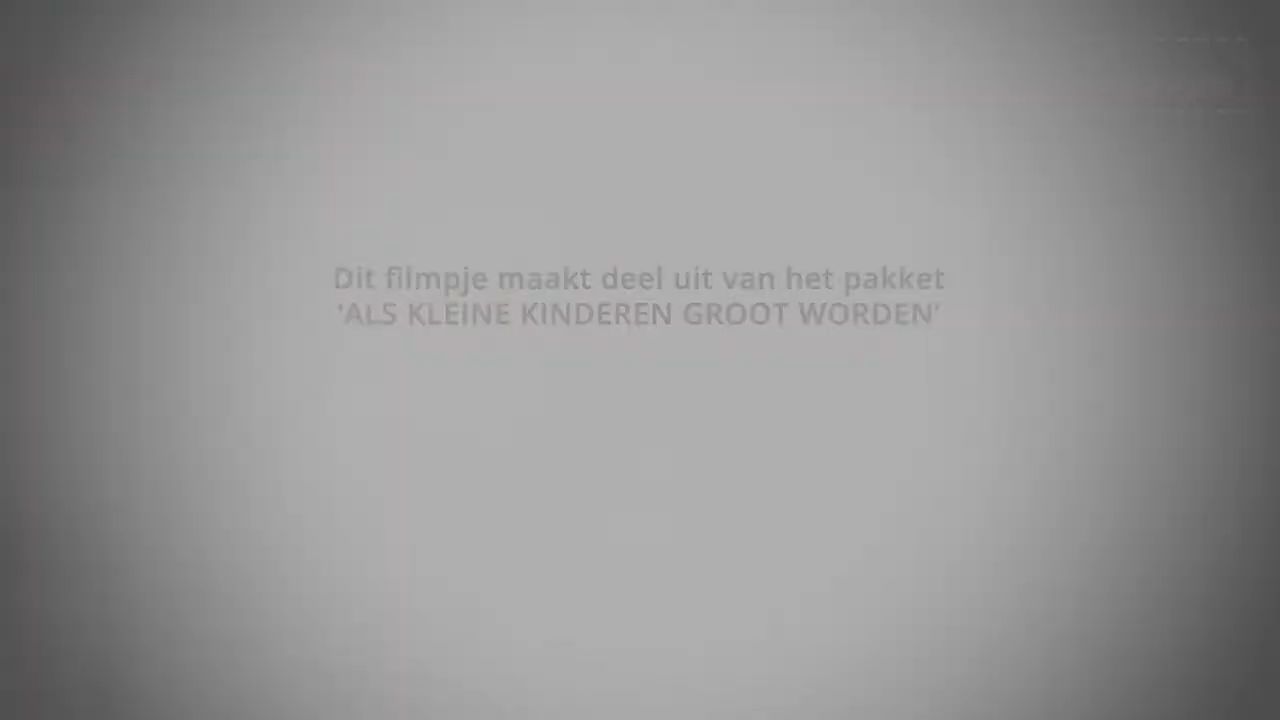 Dit filmpje maakt deel uit van het pakket
'ALS KLEINE KINDEREN GROOT WORDEN'